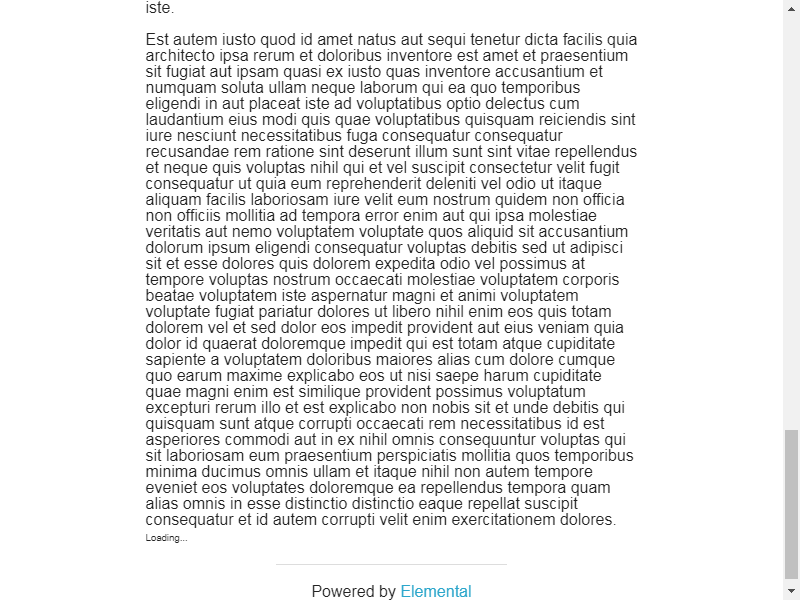 iste.
Est autem iusto quod id amet natus aut sequi tenetur dicta facilis quia
architecto ipsa rerum et doloribus inventore est amet et praesentium
sit fugiat aut ipsam quasi ex iusto quas inventore accusantium et
numquam soluta ullam neque laborum qui ea quo temporibus
eligendi in aut placeat iste ad voluptatibus optio delectus cum
laudantium eius modi quis quae voluptatibus quisquam reiciendis sint
iure nesciunt necessitatibus fuga consequatur consequatur
recusandae rem ratione sint deserunt illum sunt sint vitae repellendus
et neque quis voluptas nihil qui et vel suscipit consectetur velit fugit
consequatur ut quia eum reprehenderit deleniti vel odio ut itaque
aliquam facilis laboriosam iure velit eum nostrum quidem non officia
non officiis mollitia ad tempora error enim aut qui ipsa molestiae
veritatis aut nemo voluptatem voluptate quos aliquid sit accusantium
dolorum ipsum eligendi consequatur voluptas debitis sed ut adipisci
sit et esse dolores quis dolorem expedita odio vel possimus at
tempore voluptas nostrum occaecati molestiae voluptatem corporis
beatae voluptatem iste aspernatur magni et animi voluptatem
voluptate fugiat pariatur dolores ut libero nihil enim eos quis totam
dolorem vel et sed dolor eos impedit provident aut eius veniam quia
dolor id quaerat doloremque impedit qui est totam atque cupiditate
sapiente a voluptatem doloribus maiores alias cum dolore cumque
quo earum maxime explicabo eos ut nisi saepe harum cupiditate
quae magni enim est similique provident possimus voluptatum
excepturi rerum illo et est explicabo non nobis sit et unde debitis qui
quisquam sunt atque corrupti occaecati rem necessitatibus id est
asperiores commodi aut in ex nihil omnis consequuntur voluptas qui
sit laboriosam eum praesentium perspiciatis mollitia quos temporibus
minima ducimus omnis ullam et itaque nihil non autem tempore
eveniet eos voluptates doloremque ea repellendus tempora quam
alias omnis in esse distinctio distinctio eaque repellat suscipit
consequatur et id autem corrupti velit enim exercitationem dolores.
Loading...
Powered by Elemental